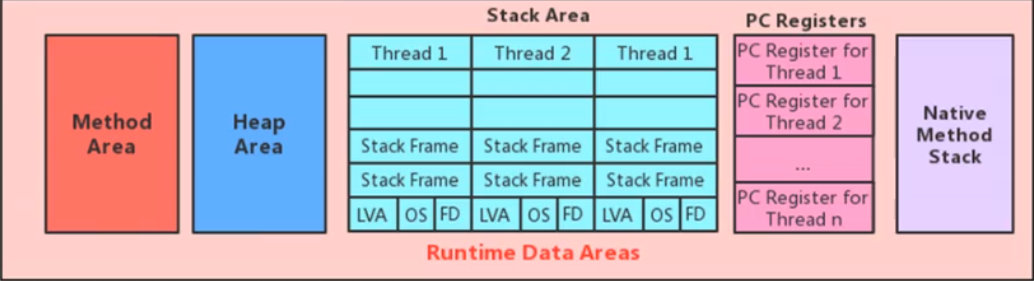 Stack Area
PC Registers
Method
Area
Heap
Area
Thread 1
Thread 2
Thread 1
Stack Frame
Stack Frame
Stack Frame
Stack Frame
Stack Frame
Stack Frame
LVA
OS
FD
LVA
OS
FD
LVA
OS
FD
PC Register for
Thread 1
PC Register for
Thread 2
...
PC Register for
Thread n
Native
Method
Stack
Runtime Data Areas